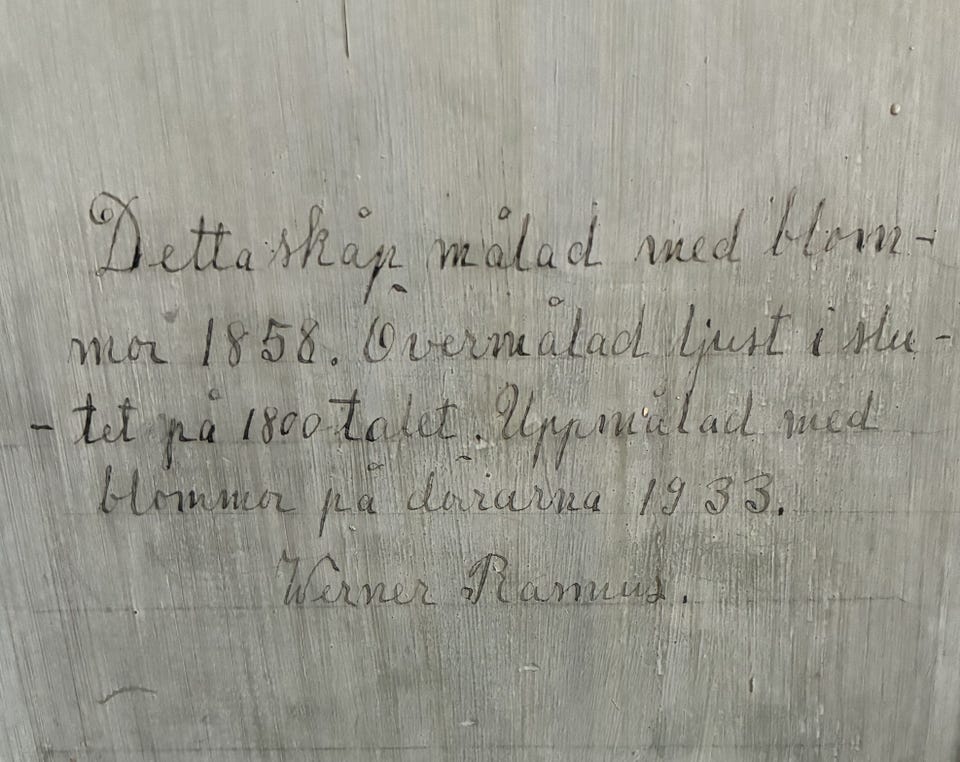 Detta skåp målad med blom-
mor 1858. Övermålad ljust i slu-
-tet på 1800 talet. Uppmålad med
blommor på dörarna 1933.
Werner Ramus.